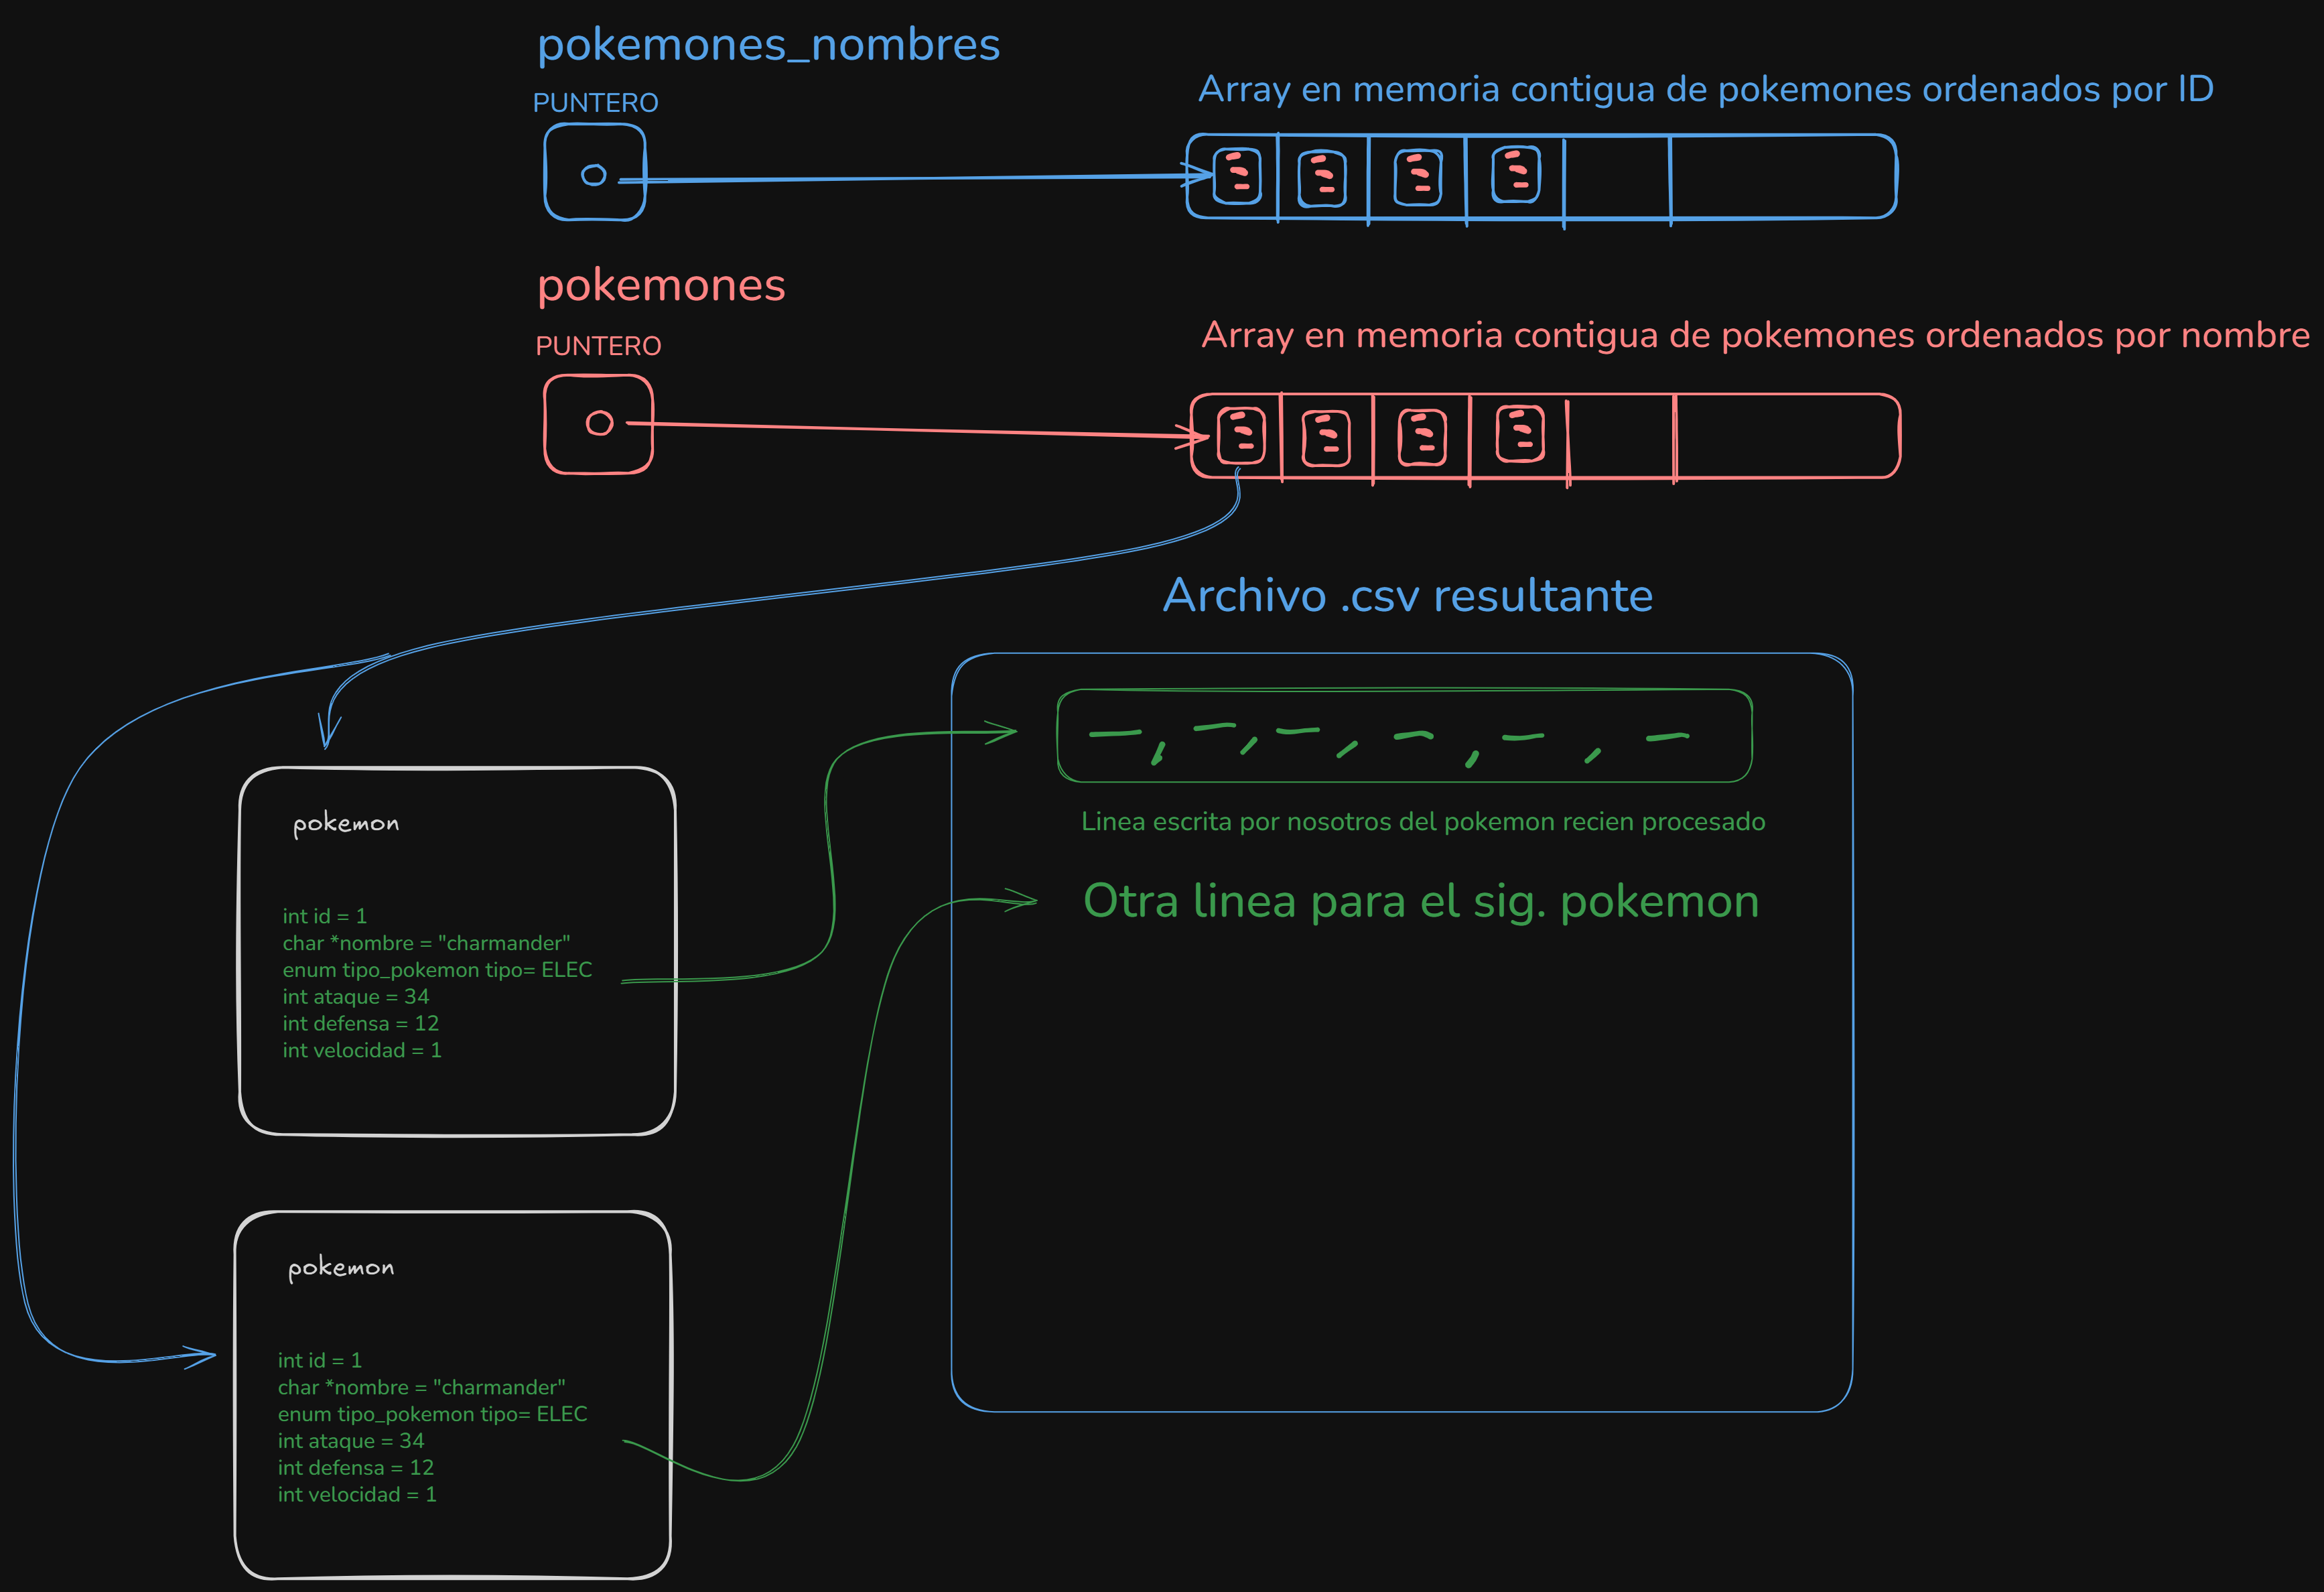 pokemones_nombres
PUNTERO
Array en memoria contigua de pokemones ordenados por ID
pokemones
PUNTERO
Array en memoria contigua de pokemones ordenados por nombre
Archivo .csv resultante
Linea escrita por nosotros del pokemon recien procesado
Otra linea para el sig. pokemon
pokemon
int id = 1
char *nombre = "charmander"
enum tipo_pokemon tipo= ELEC
int ataque = 34
int defensa = 12
int velocidad = 1
pokemon
int id = 1
char *nombre = "charmander"
enum tipo_pokemon tipo= ELEC
int ataque = 34
int defensa = 12
int velocidad = 1